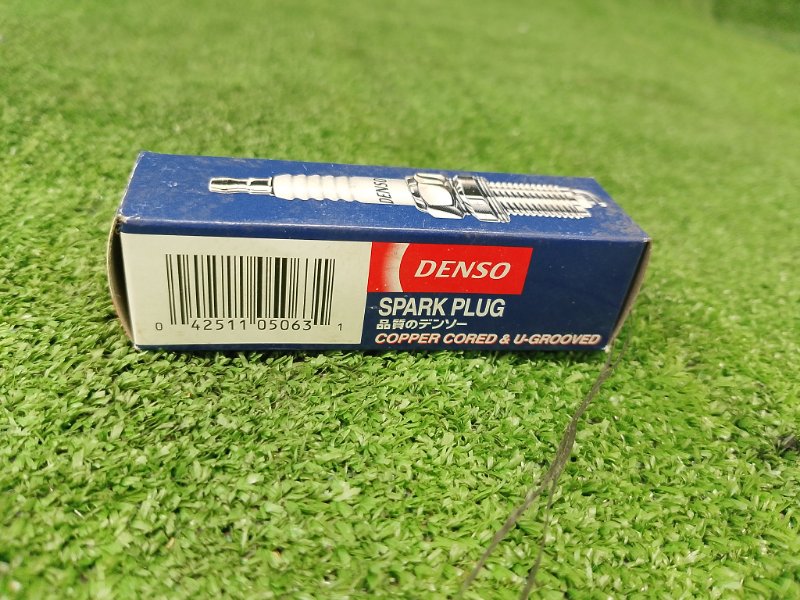 DENSO
DENSO
SPARK PLUG
品質のデンソー
COPPER CORED & U-GROOVED
0 42511 05063 1